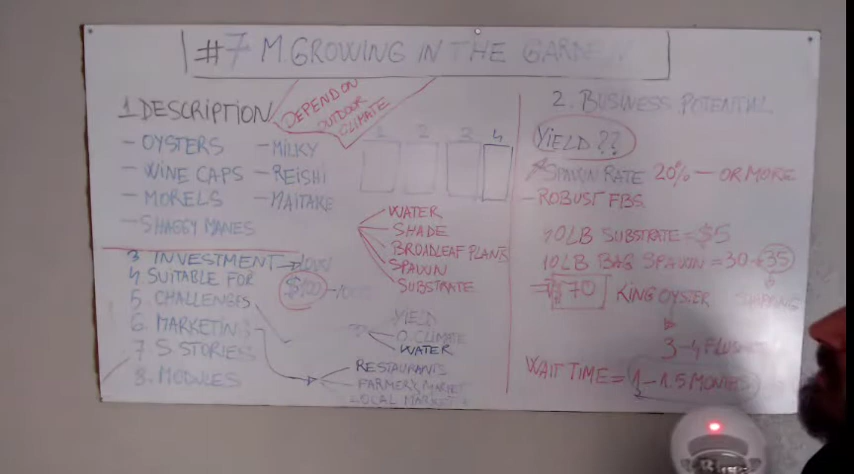 #7 M.GROWING IN THE GARDEN
1. DESCRIPTION
DEPEND ON
OUTDOOR
CLIMATE
- OYSTERS
- WINE CAPS
- MORELS
- SHAGGY MANES
- MILKY
- REISHI
- MAITAKE
1 2 3 4
WATER
SHADE
BROADLEAF PLANTS
SPAWN
SUBSTRATE
3 INVESTMENT
$100
4 SUITABLE FOR
5. CHALLENGES
YIELD
O.CLIMATE
WATER
6. MARKETING
RESTAURANTS
FARMER'S MARKET
LOCAL MARKET
7 S.STORIES
8. MODULES
2. BUSINESS POTENTIAL
YIELD ??
SPAWN RATE 20% — OR MORE
- ROBUST FBS
10LB SUBSTRATE = $5
10LB BAG SPAWN = 30-35
SHIPPING
70 KING OYSTER
3-4 FLUSHES
WAIT TIME = 1-1.5 MONTHS